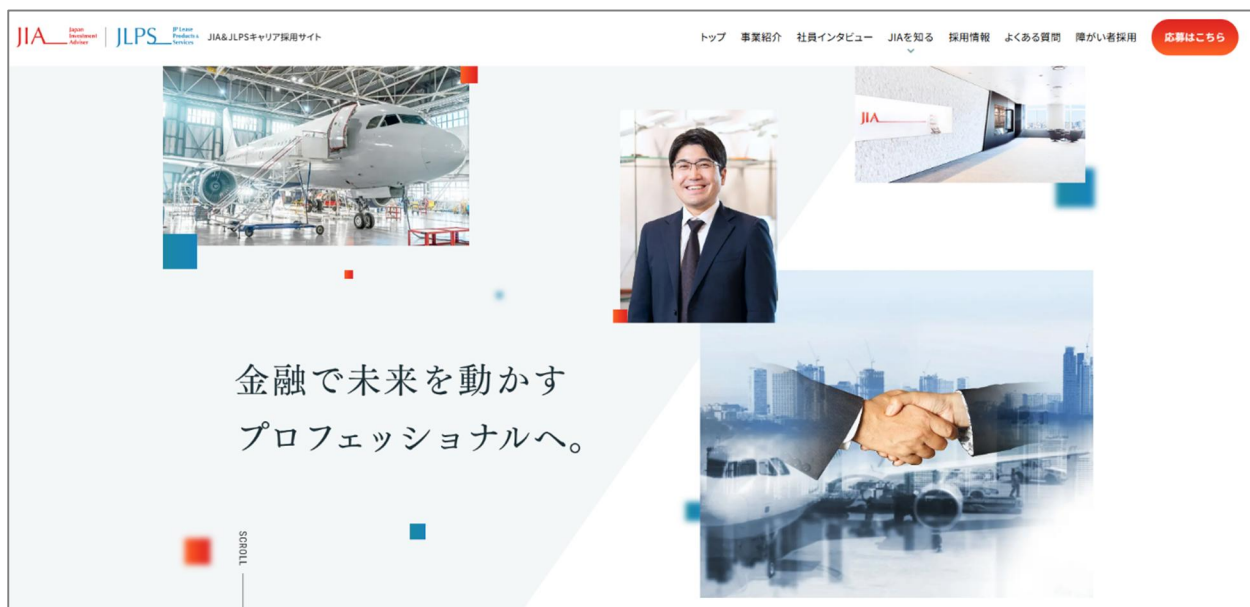 JIA Japan Investment Adviser
JLPS JP Lease Products & Services
JIA&JLPSキャリア採用サイト
トップ 事業紹介 社員インタビュー JIAを知る 採用情報 よくある質問 障がい者採用 応募はこちら
JIA
金融で未来を動かす
プロフェッショナルへ。
SCROLL